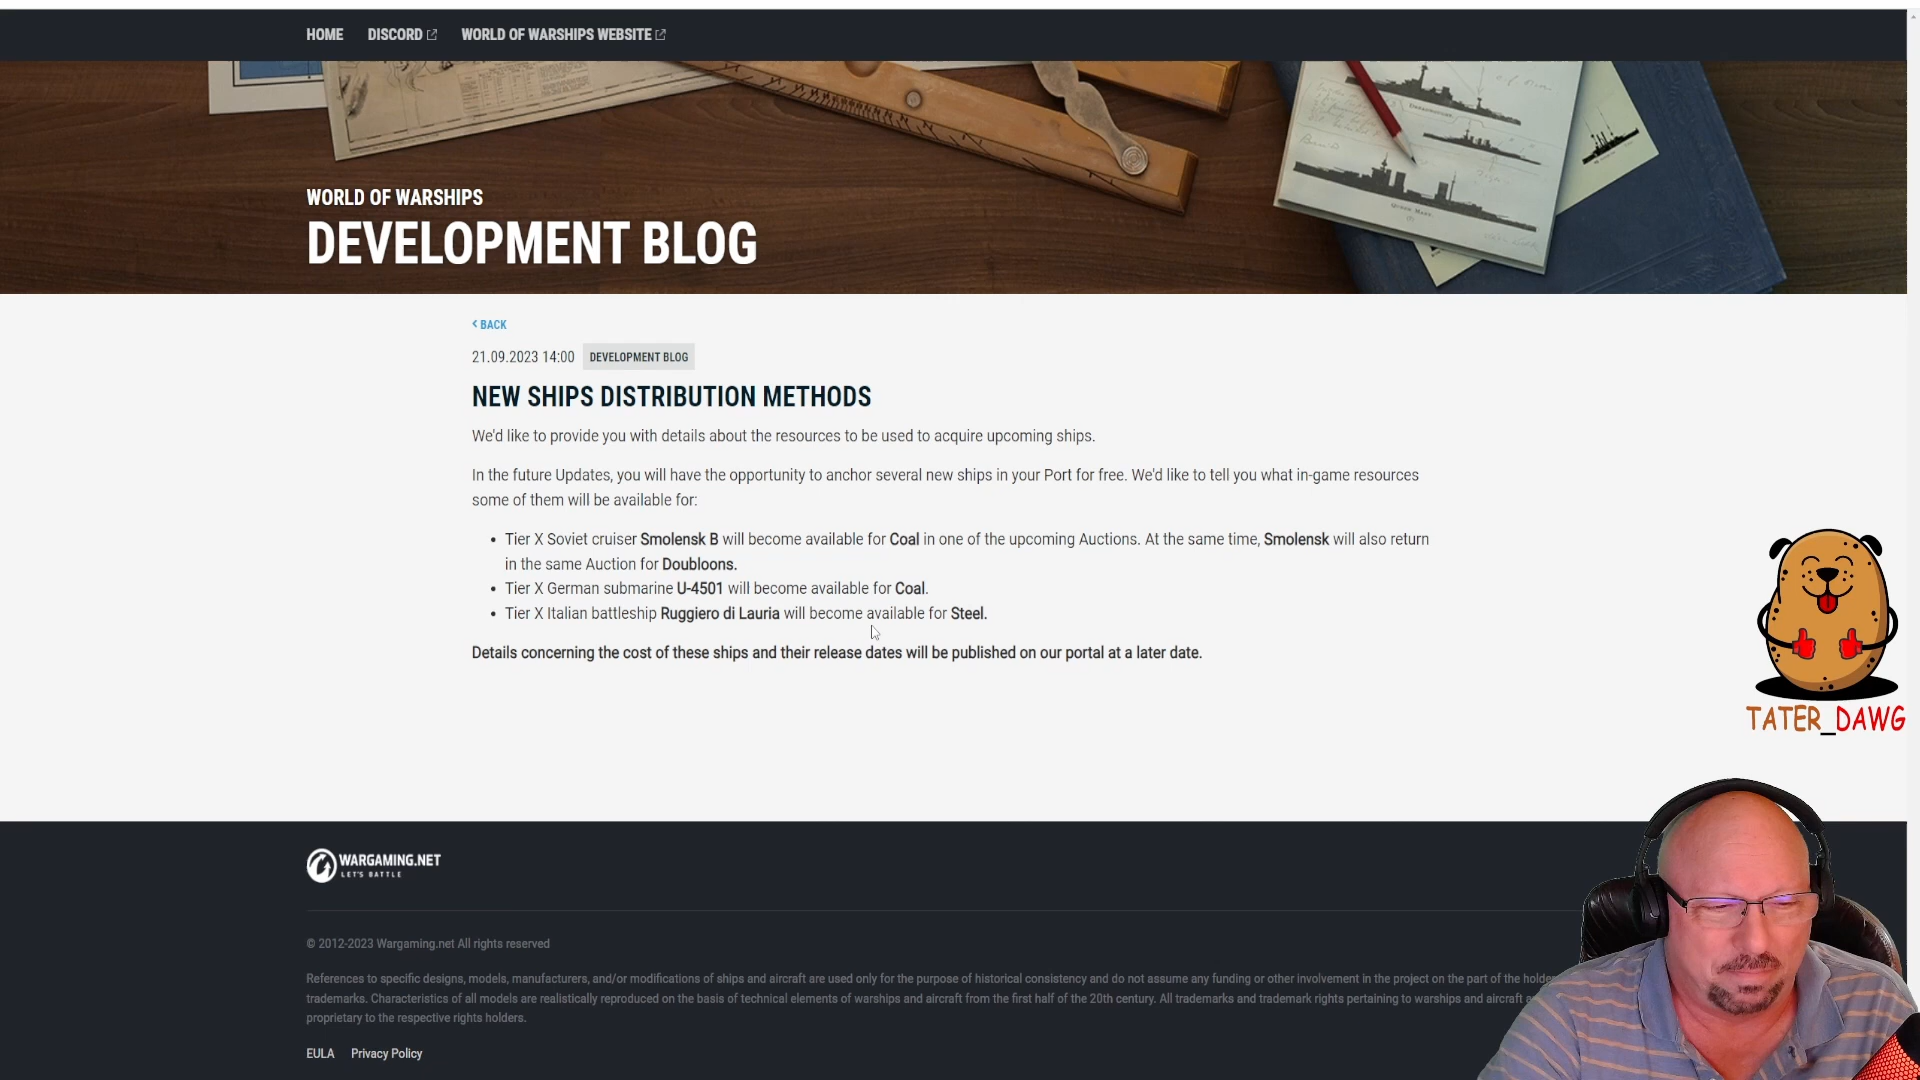 HOME DISCORD WORLD OF WARSHIPS WEBSITE
WORLD OF WARSHIPS
DEVELOPMENT BLOG
BACK
21.09.2023 14:00 DEVELOPMENT BLOG
NEW SHIPS DISTRIBUTION METHODS
We'd like to provide you with details about the resources to be used to acquire upcoming ships.
In the future Updates, you will have the opportunity to anchor several new ships in your Port for free. We'd like to tell you what in-game resources
some of them will be available for:
• Tier X Soviet cruiser Smolensk B will become available for Coal in one of the upcoming Auctions. At the same time, Smolensk will also return
in the same Auction for Doubloons.
• Tier X German submarine U-4501 will become available for Coal.
• Tier X Italian battleship Ruggiero di Lauria will become available for Steel.
Details concerning the cost of these ships and their release dates will be published on our portal at a later date.
TATER_DAWG
WARGAMING.NET
LET'S BATTLE
© 2012-2023 Wargaming.net All rights reserved
References to specific designs, models, manufacturers, and/or modifications of ships and aircraft are used only for the purpose of historical consistency and do not assume any funding or other involvement in the project on the part of the
trademarks. Characteristics of all models are realistically reproduced on the basis of technical elements of warships and aircraft from the first half of the 20th century. All trademarks and trademark rights pertaining to warships and aircraft
proprietary to the respective rights holders.
EULA Privacy Policy